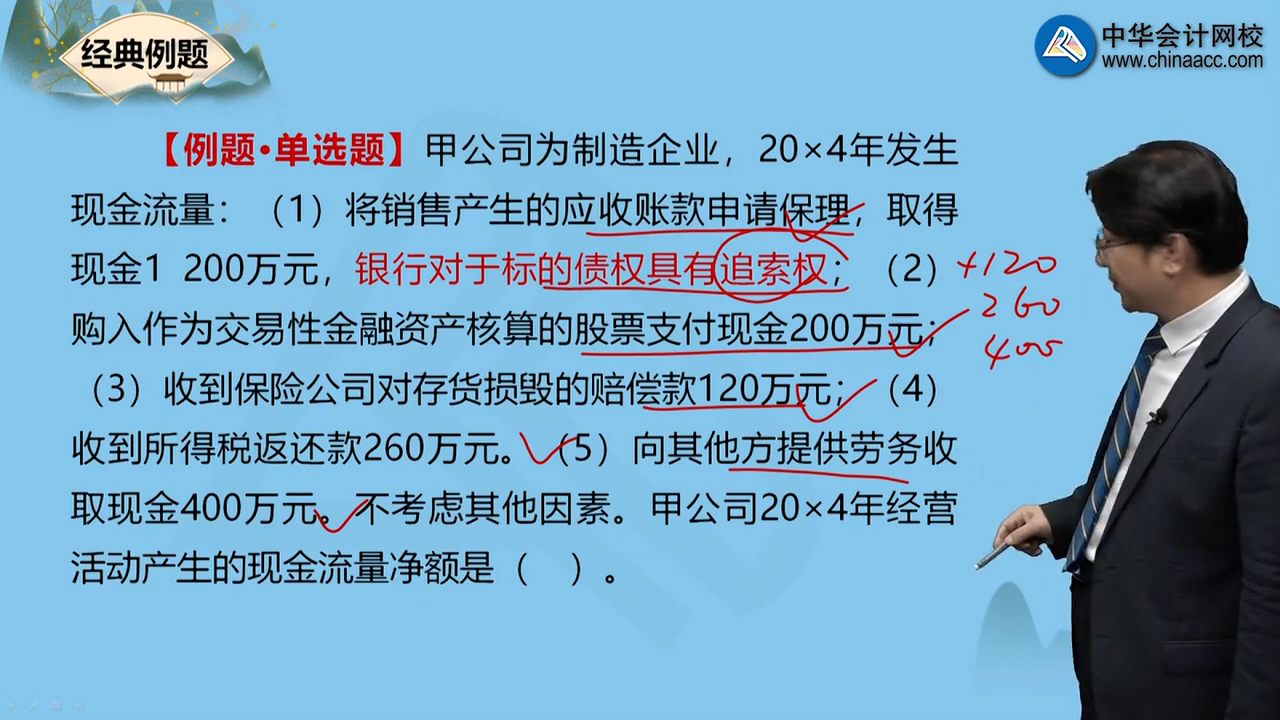 经典例题
中华会计网校
www.chinaacc.com
【例题•单选题】甲公司为制造企业，20×4年发生
现金流量：（1）将销售产生的应收账款申请保理，取得
现金1 200万元，银行对于标的债权具有追索权；（2）
购入作为交易性金融资产核算的股票支付现金200万元；
（3）收到保险公司对存货损毁的赔偿款120万元；（4）
收到所得税返还款260万元。（5）向其他方提供劳务收
取现金400万元。不考虑其他因素。甲公司20×4年经营
活动产生的现金流量净额是（ ）。
+120
260
400